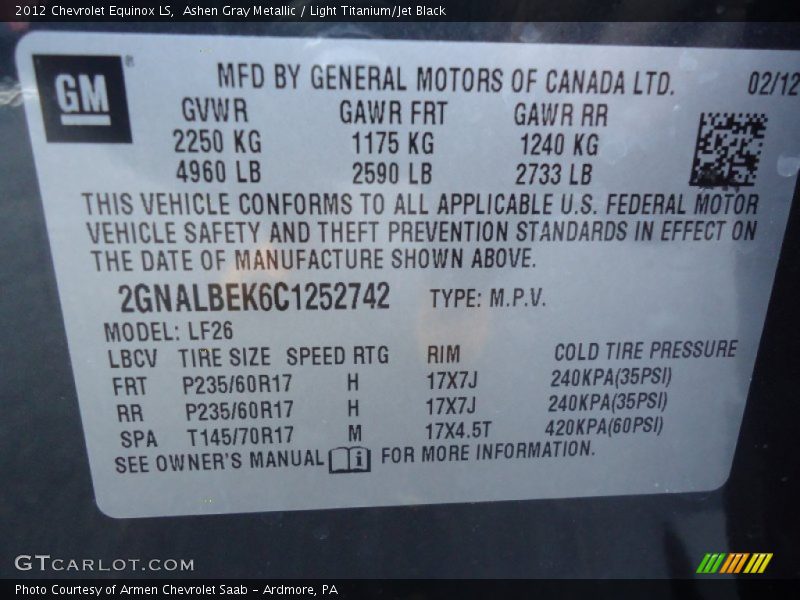 2012 Chevrolet Equinox LS, Ashen Gray Metallic / Light Titanium/Jet Black
GM ® MFD BY GENERAL MOTORS OF CANADA LTD. 02/12
GVWR GAWR FRT GAWR RR
2250 KG 1175 KG 1240 KG
4960 LB 2590 LB 2733 LB
THIS VEHICLE CONFORMS TO ALL APPLICABLE U.S. FEDERAL MOTOR
VEHICLE SAFETY AND THEFT PREVENTION STANDARDS IN EFFECT ON
THE DATE OF MANUFACTURE SHOWN ABOVE.
2GNALBEK6C1252742 TYPE: M.P.V.
MODEL: LF26
LBCV TIRE SIZE SPEED RTG RIM COLD TIRE PRESSURE
FRT P235/60R17 H 17X7J 240KPA(35PSI)
RR P235/60R17 H 17X7J 240KPA(35PSI)
SPA T145/70R17 M 17X4.5T 420KPA(60PSI)
SEE OWNER'S MANUAL i FOR MORE INFORMATION.
GTCARLOT.COM
Photo Courtesy of Armen Chevrolet Saab - Ardmore, PA